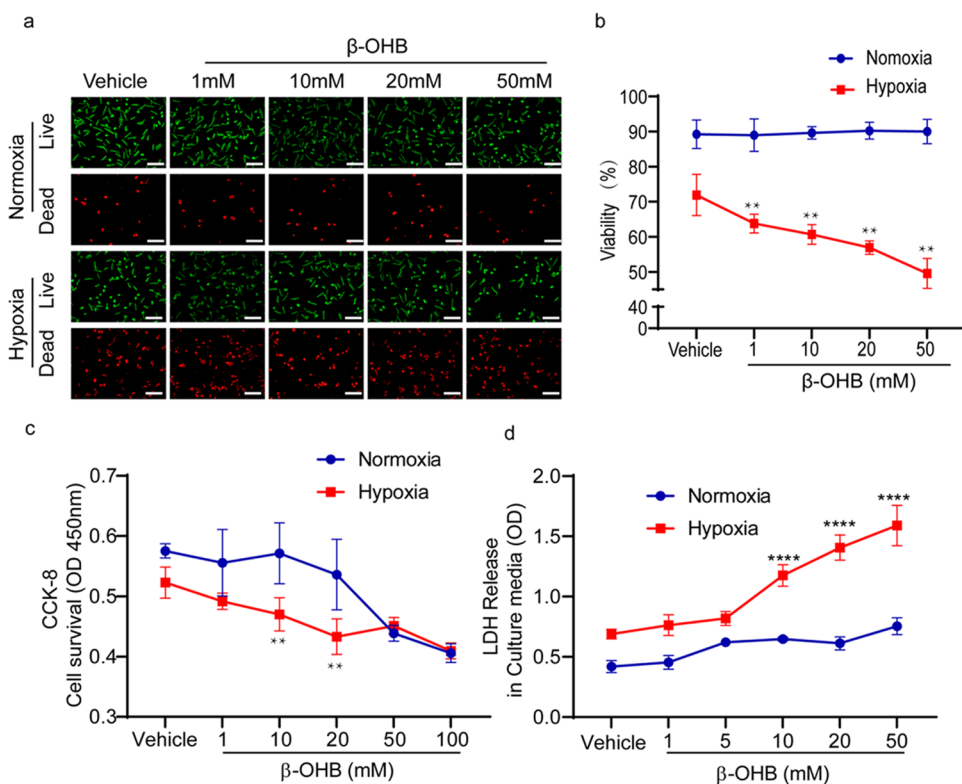 a
β-OHB
Vehicle 1mM 10mM 20mM 50mM
Normoxia
Live
Dead
Hypoxia
Live
Dead
b
Nomoxia
Hypoxia
Viability (%)
100
90
80
70
60
50
40
0
**
**
**
**
Vehicle 1 10 20 50
β-OHB (mM)
c
Normoxia
Hypoxia
CCK-8
Cell survival (OD 450nm)
0.7
0.6
0.5
0.4
0.3
**
**
Vehicle 1 10 20 50 100
β-OHB (mM)
d
Normoxia
Hypoxia
LDH Release
in Culture media (OD)
2.0
1.5
1.0
0.5
0.0
****
****
****
Vehicle 1 5 10 20 50
β-OHB (mM)